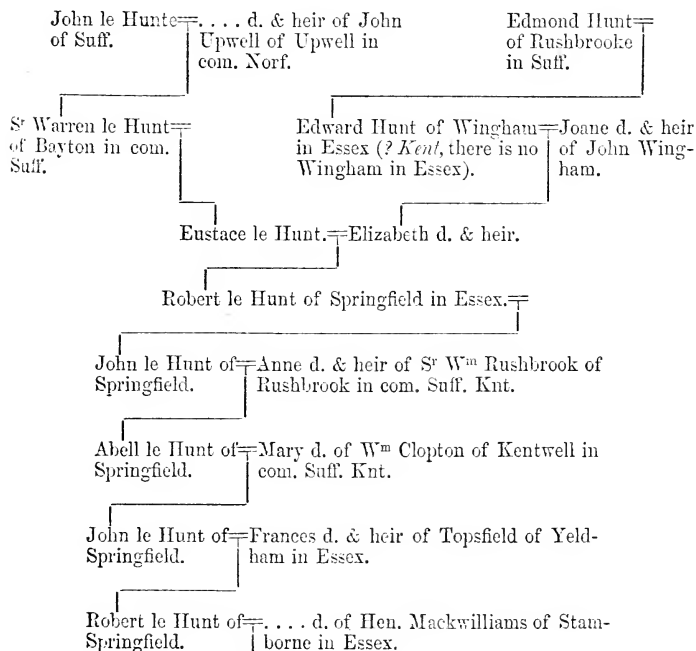 John le Hunte=.... d. & heir of John
of Suff.
Upwell of Upwell in
com. Norf.
Edmond Hunt=
of Rushbrooke
in Suff.
Sr Warren le Hunt=
of Bayton in com.
Suff.
Edward Hunt of Wingham=Joane d. & heir
in Essex (? Kent, there is no
Wingham in Essex).
of John Wing-
ham.
Eustace le Hunt.=Elizabeth d. & heir.
Robert le Hunt of Springfield in Essex.=
John le Hunt of=Anne d. & heir of Sr Wm Rushbrook of
Springfield.
Rushbrook in com. Suff. Knt.
Abell le Hunt of=Mary d. of Wm Clopton of Kentwell in
Springfield.
com. Suff. Knt.
John le Hunt of=Frances d. & heir of Topsfield of Yeld-
Springfield.
ham in Essex.
Robert le Hunt of=.... d. of Hen. Mackwilliams of Stam-
Springfield.
borne in Essex.